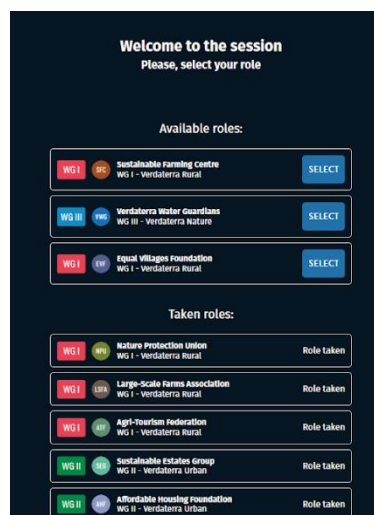 Welcome to the session
Please, select your role
Available roles:
WG I SFC Sustainable Farming Centre SELECT
WG I - Verdaterra Rural
WG III VWG Verdaterra Water Guardians SELECT
WG III - Verdaterra Nature
WG I EVF Equal Villages Foundation SELECT
WG I - Verdaterra Rural
Taken roles:
WG I NPU Nature Protection Union Role taken
WG I - Verdaterra Rural
WG I LSFA Large-Scale Farms Association Role taken
WG I - Verdaterra Rural
WG I ATF Agri-Tourism Federation Role taken
WG I - Verdaterra Rural
WG II SEG Sustainable Estates Group Role taken
WG II - Verdaterra Urban
WG II AHF Affordable Housing Foundation Role taken
WG II - Verdaterra Urban